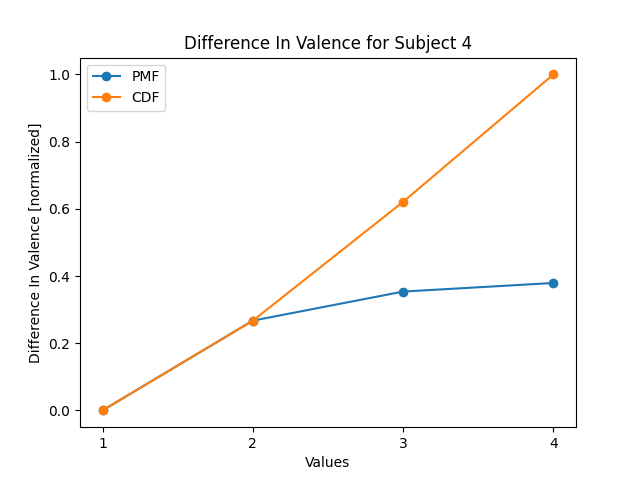 Difference In Valence for Subject 4
PMF
CDF
Difference In Valence [normalized]
1.0
0.8
0.6
0.4
0.2
0.0
1 2 3 4
Values